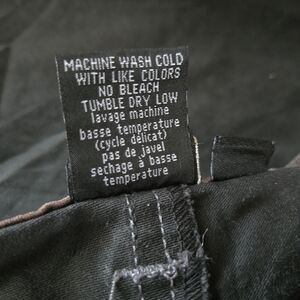 MACHINE WASH COLD
WITH LIKE COLORS
NO BLEACH
TUMBLE DRY LOW
lavage machine
basse temperature
(cycle délicat)
pas de javel
sechage à basse
temperature